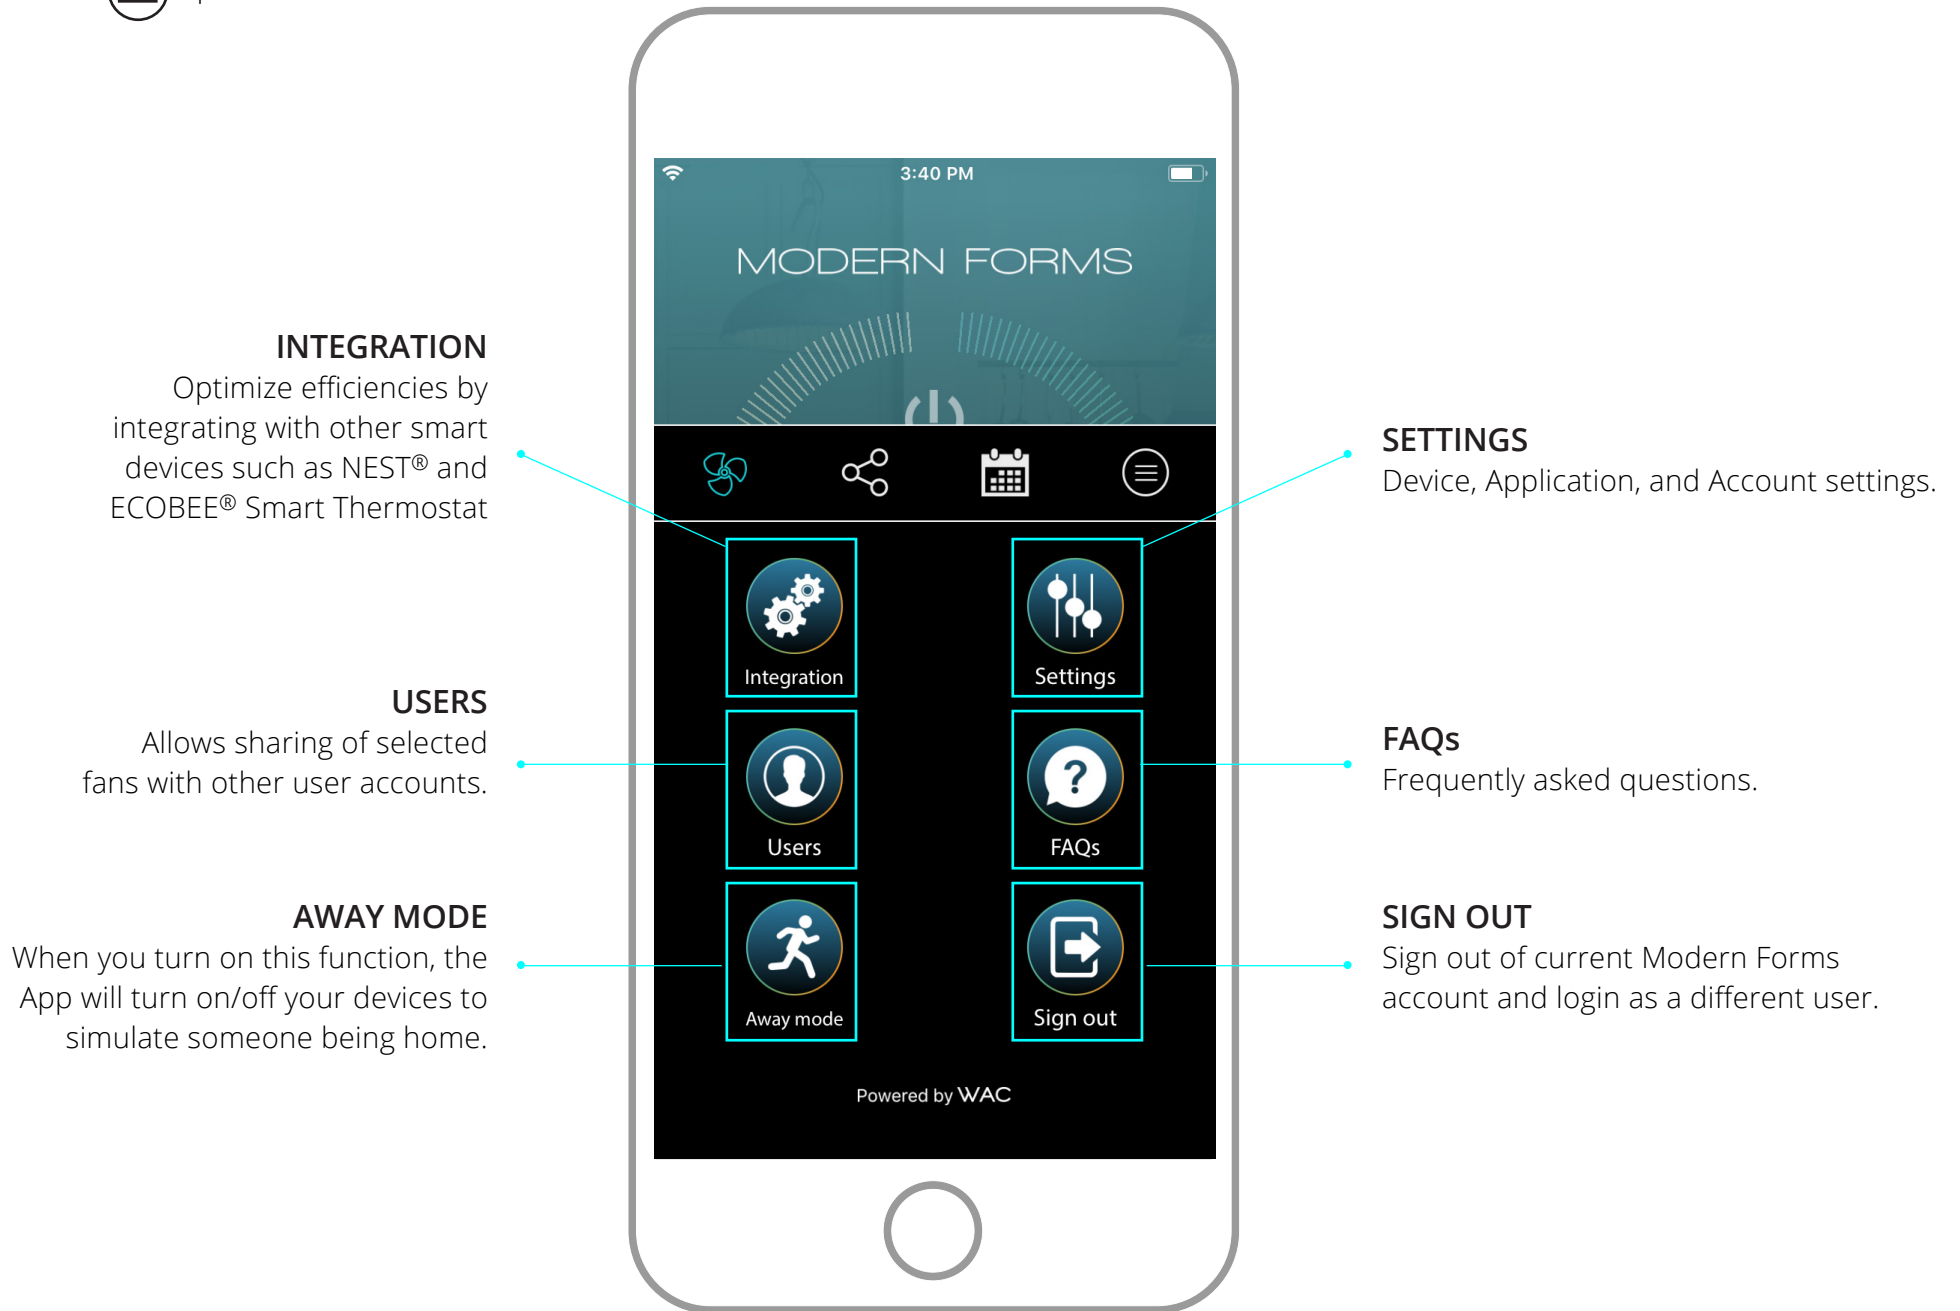 3:40 PM
MODERN FORMS
INTEGRATION
Optimize efficiencies by
integrating with other smart
devices such as NEST® and
ECOBEE® Smart Thermostat
USERS
Allows sharing of selected
fans with other user accounts.
AWAY MODE
When you turn on this function, the
App will turn on/off your devices to
simulate someone being home.
Integration
Settings
Users
FAQs
Away mode
Sign out
Powered by WAC
SETTINGS
Device, Application, and Account settings.
FAQs
Frequently asked questions.
SIGN OUT
Sign out of current Modern Forms
account and login as a different user.